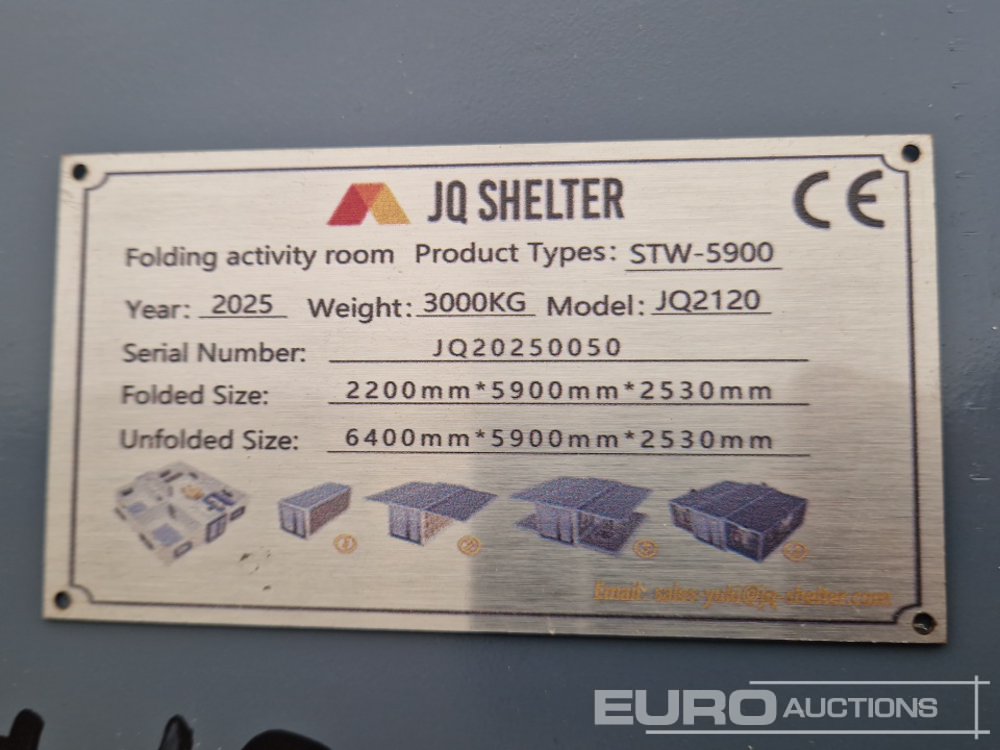 JQ SHELTER
CE
Folding activity room Product Types: STW-5900
Year: 2025 Weight: 3000KG Model: JQ2120
Serial Number: JQ20250050
Folded Size: 2200mm*5900mm*2530mm
Unfolded Size: 6400mm*5900mm*2530mm
Email:
EURO AUCTIONS